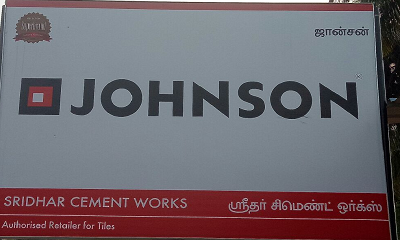 ஜான்சன்
JOHNSON
SRIDHAR CEMENT WORKS
ஸ்ரீதர் சிமெண்ட் ஒர்க்ஸ்
Authorised Retailer for Tiles